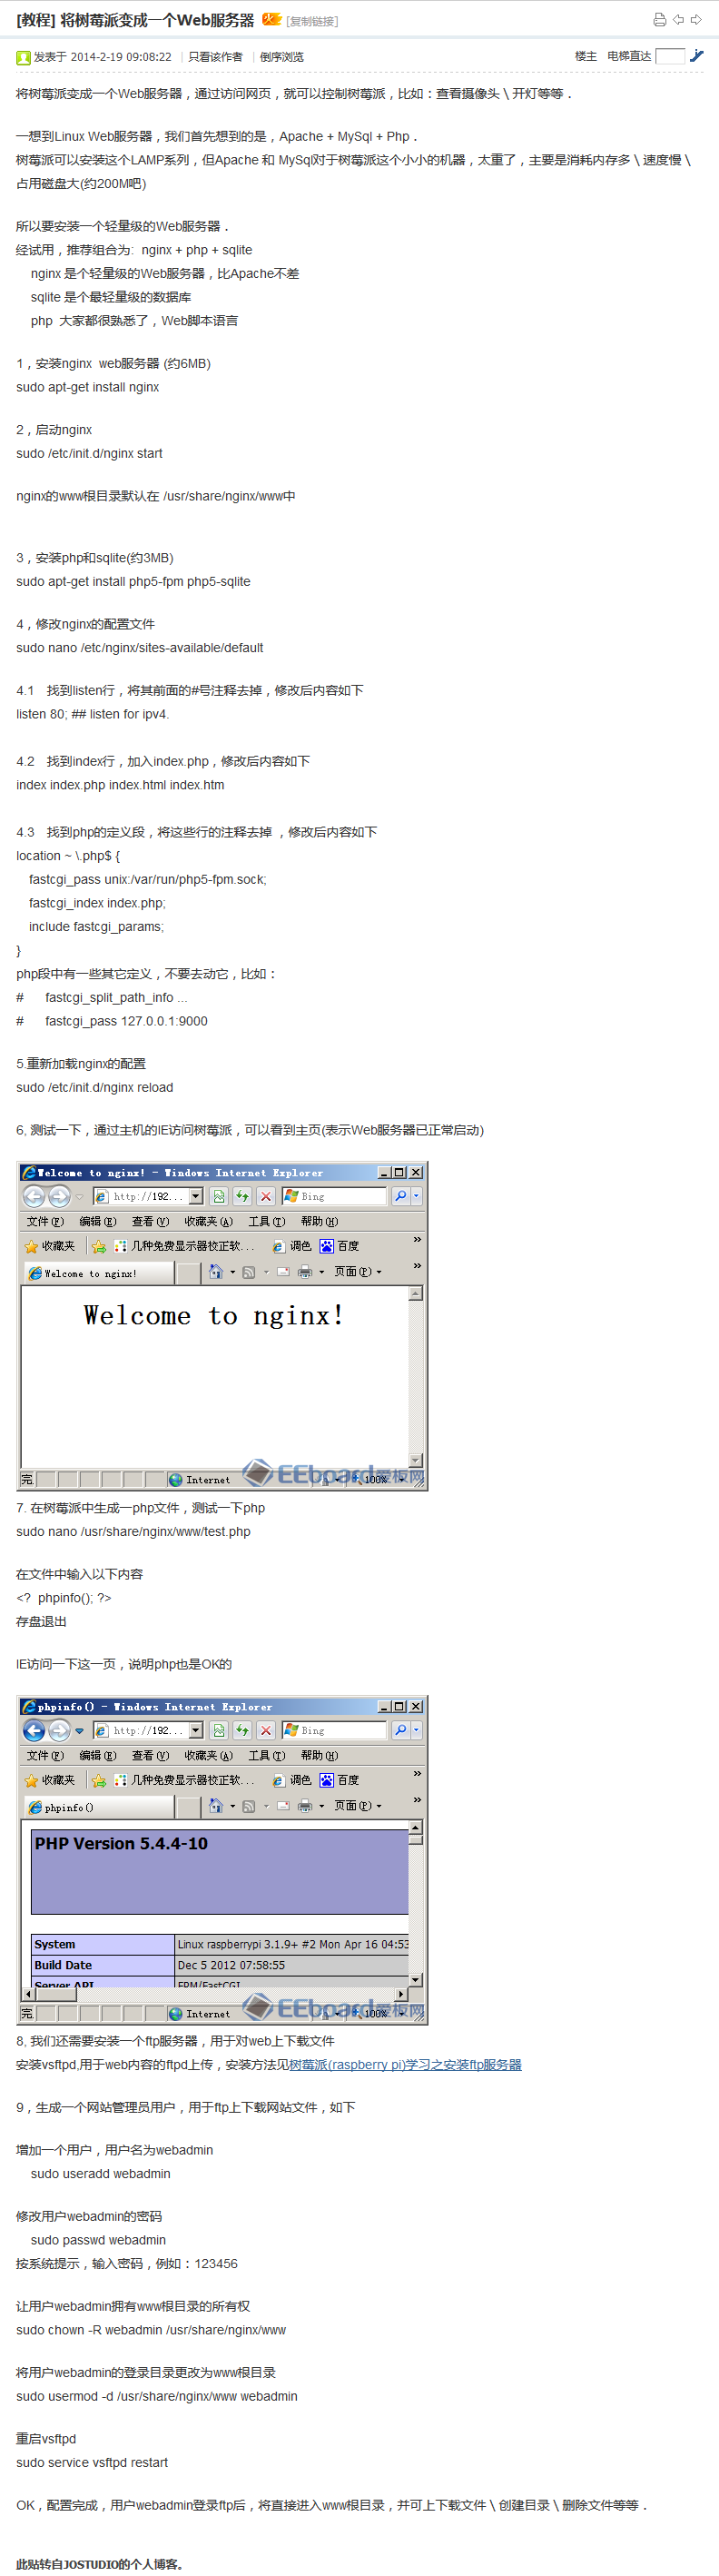 [教程] 将树莓派变成一个Web服务器 火 [复制链接]
发表于 2014-2-19 09:08:22 | 只看该作者 | 倒序浏览 楼主 电梯直达
将树莓派变成一个Web服务器，通过访问网页，就可以控制树莓派，比如：查看摄像头 \ 开灯等等．
一想到Linux Web服务器，我们首先想到的是，Apache + MySql + Php．
树莓派可以安装这个LAMP系列，但Apache 和 MySql对于树莓派这个小小的机器，太重了，主要是消耗内存多 \ 速度慢 \
占用磁盘大(约200M吧)
所以要安装一个轻量级的Web服务器．
经试用，推荐组合为: nginx + php + sqlite
nginx 是个轻量级的Web服务器，比Apache不差
sqlite 是个最轻量级的数据库
php 大家都很熟悉了，Web脚本语言
1，安装nginx web服务器 (约6MB)
sudo apt-get install nginx
2，启动nginx
sudo /etc/init.d/nginx start
nginx的www根目录默认在 /usr/share/nginx/www中
3，安装php和sqlite(约3MB)
sudo apt-get install php5-fpm php5-sqlite
4，修改nginx的配置文件
sudo nano /etc/nginx/sites-available/default
4.1 找到listen行，将其前面的#号注释去掉，修改后内容如下
listen 80; ## listen for ipv4.
4.2 找到index行，加入index.php，修改后内容如下
index index.php index.html index.htm
4.3 找到php的定义段，将这些行的注释去掉 ，修改后内容如下
location ~ \.php$ {
fastcgi_pass unix:/var/run/php5-fpm.sock;
fastcgi_index index.php;
include fastcgi_params;
}
php段中有一些其它定义，不要去动它，比如：
# fastcgi_split_path_info ...
# fastcgi_pass 127.0.0.1:9000
5.重新加载nginx的配置
sudo /etc/init.d/nginx reload
6, 测试一下，通过主机的IE访问树莓派，可以看到主页(表示Web服务器已正常启动)
Welcome to nginx! - Windows Internet Explorer
http://192... Bing
文件(F) 编辑(E) 查看(V) 收藏夹(A) 工具(T) 帮助(H)
收藏夹 几种免费显示器校正软... 调色 百度 »
Welcome to nginx! 页面(P) »
Welcome to nginx!
完 Internet 100%
EEboard爱板网
7. 在树莓派中生成一php文件，测试一下php
sudo nano /usr/share/nginx/www/test.php
在文件中输入以下内容
<? phpinfo(); ?>
存盘退出
IE访问一下这一页，说明php也是OK的
phpinfo() - Windows Internet Explorer
http://192... Bing
文件(F) 编辑(E) 查看(V) 收藏夹(A) 工具(T) 帮助(H)
收藏夹 几种免费显示器校正软... 调色 百度 »
phpinfo() 页面(P) »
PHP Version 5.4.4-10
System Linux raspberrypi 3.1.9+ #2 Mon Apr 16 04:53
Build Date Dec 5 2012 07:58:55
Server API FPM/FastCGI
完 Internet 100%
EEboard爱板网
8, 我们还需要安装一个ftp服务器，用于对web上下载文件
安装vsftpd,用于web内容的ftpd上传，安装方法见树莓派(raspberry pi)学习之安装ftp服务器
9，生成一个网站管理员用户，用于ftp上下载网站文件，如下
增加一个用户，用户名为webadmin
sudo useradd webadmin
修改用户webadmin的密码
sudo passwd webadmin
按系统提示，输入密码，例如：123456
让用户webadmin拥有www根目录的所有权
sudo chown -R webadmin /usr/share/nginx/www
将用户webadmin的登录目录更改为www根目录
sudo usermod -d /usr/share/nginx/www webadmin
重启vsftpd
sudo service vsftpd restart
OK，配置完成，用户webadmin登录ftp后，将直接进入www根目录，并可上下载文件 \ 创建目录 \ 删除文件等等．
此贴转自JOSTUDIO的个人博客。